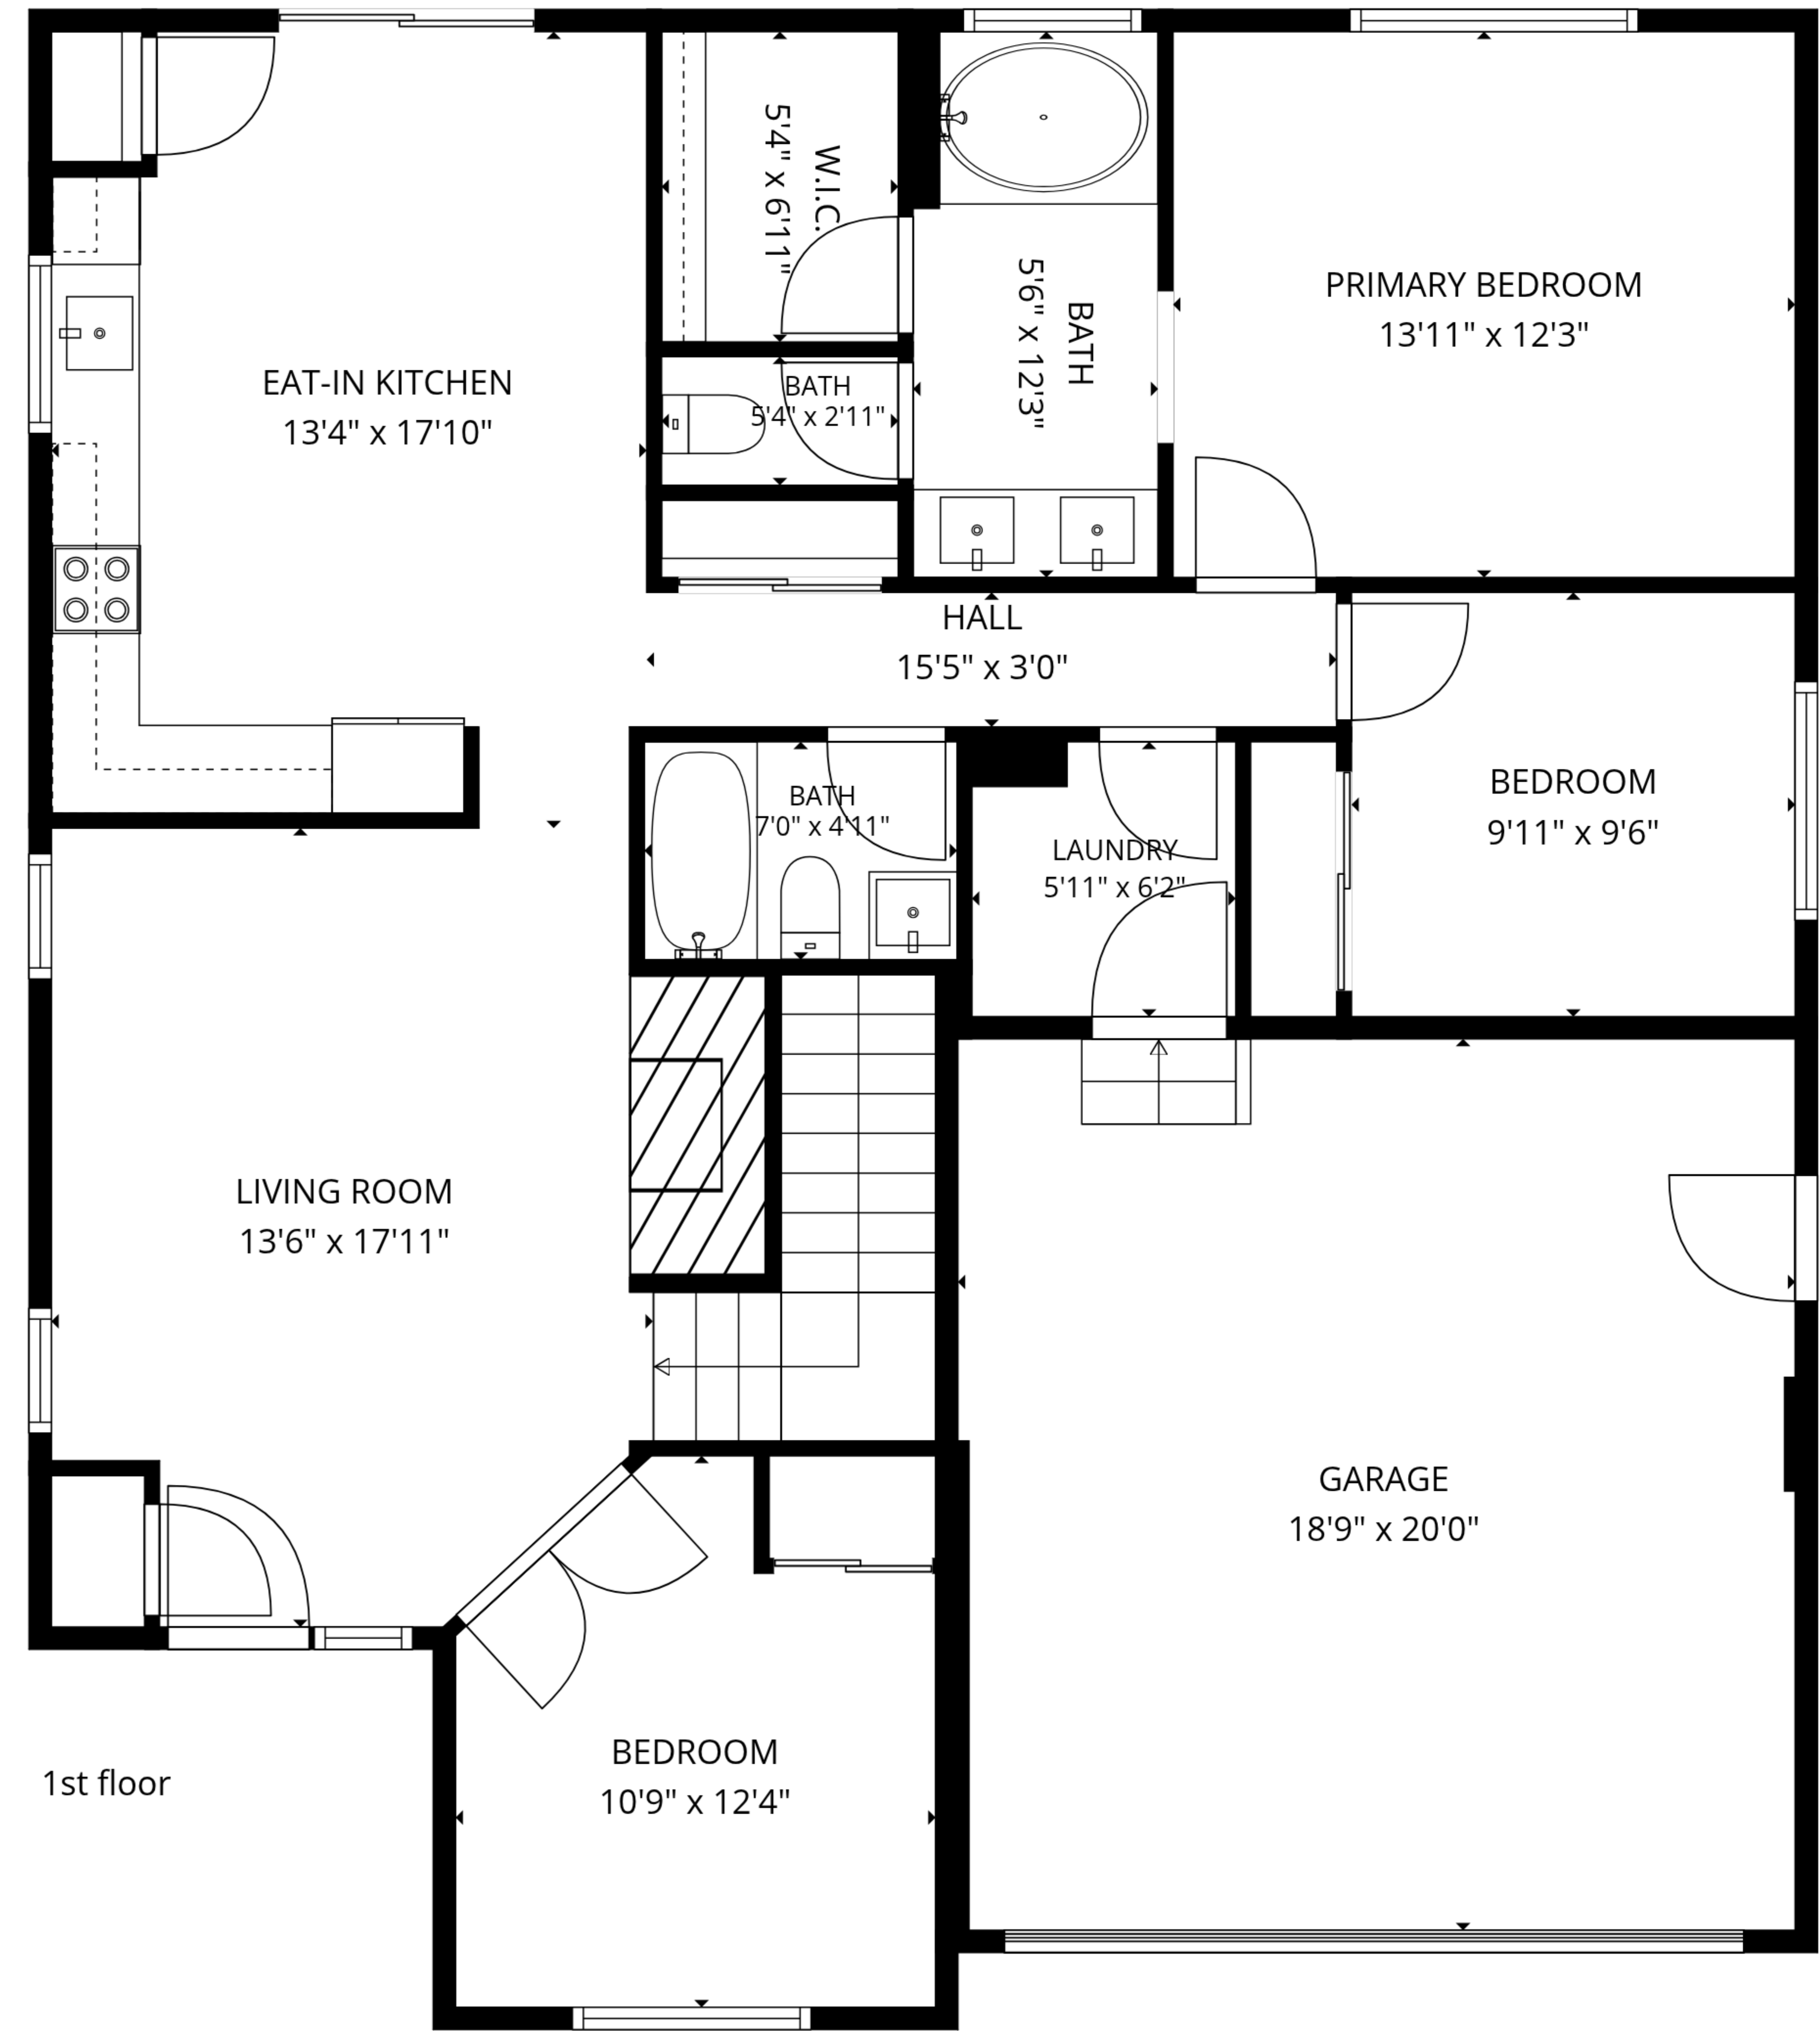 W.I.C.
5'4" x 6'11"
BATH
5'6" x 12'3"
PRIMARY BEDROOM
13'11" x 12'3"
EAT-IN KITCHEN
13'4" x 17'10"
BATH
5'4" x 2'11"
HALL
15'5" x 3'0"
BATH
7'0" x 4'11"
LAUNDRY
5'11" x 6'2"
BEDROOM
9'11" x 9'6"
LIVING ROOM
13'6" x 17'11"
GARAGE
18'9" x 20'0"
BEDROOM
10'9" x 12'4"
1st floor